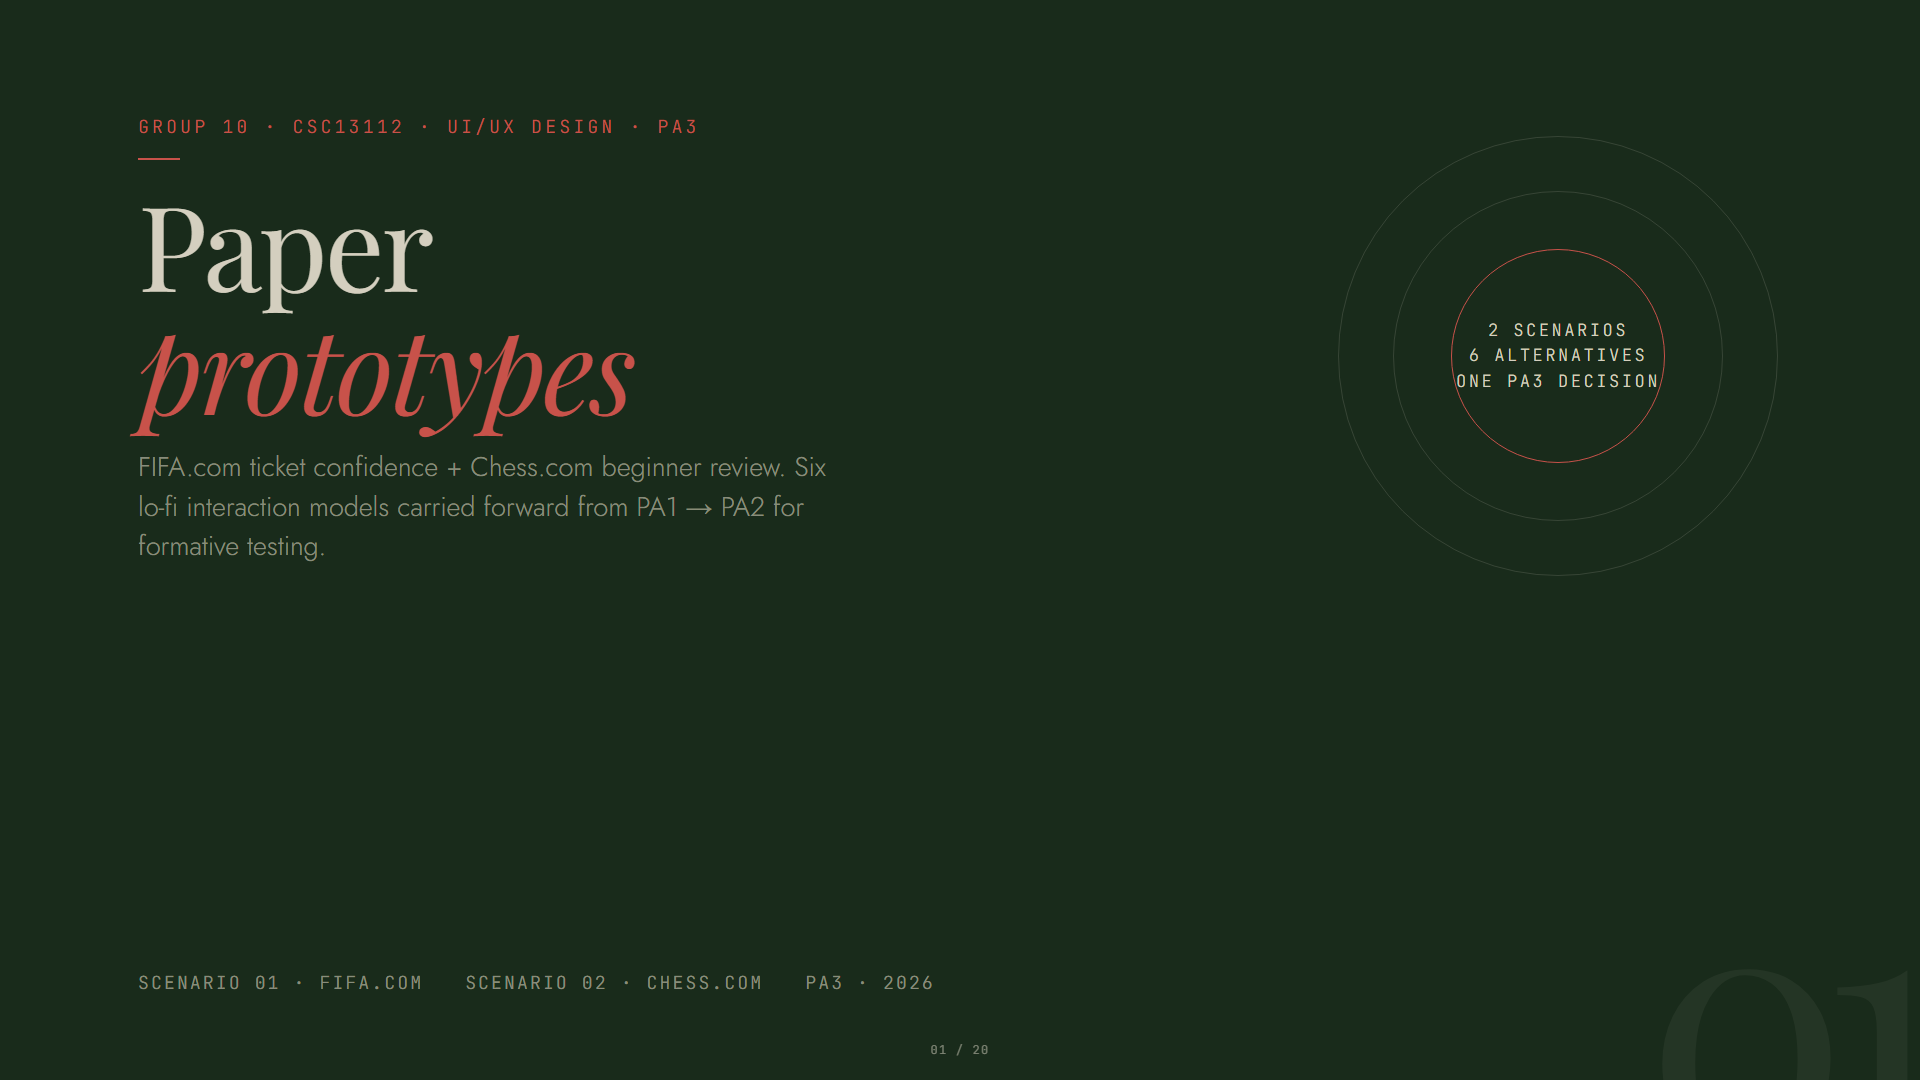 GROUP 10 · CSC13112 · UI/UX DESIGN · PA3
Paper
prototypes
FIFA.com ticket confidence + Chess.com beginner review. Six
lo-fi interaction models carried forward from PA1 → PA2 for
formative testing.
2 SCENARIOS
6 ALTERNATIVES
ONE PA3 DECISION
SCENARIO 01 · FIFA.COM SCENARIO 02 · CHESS.COM PA3 · 2026
01 / 20
01